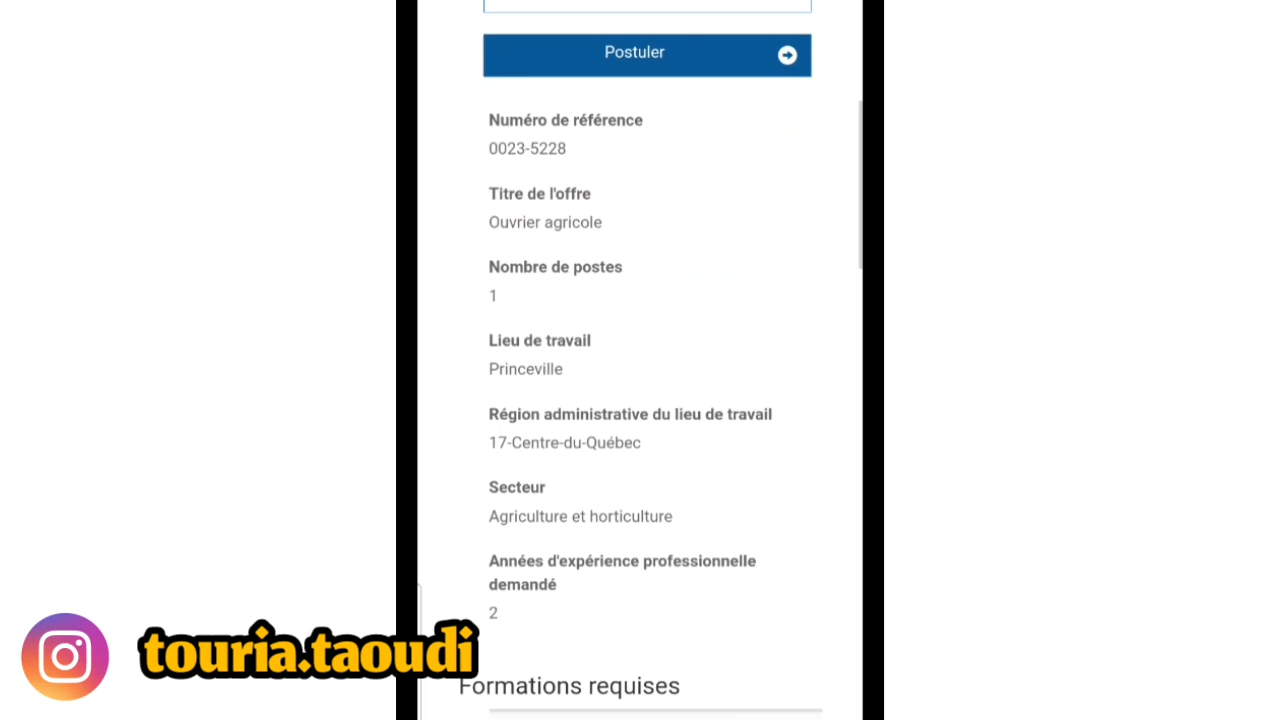 Postuler
Numéro de référence
0023-5228
Titre de l'offre
Ouvrier agricole
Nombre de postes
1
Lieu de travail
Princeville
Région administrative du lieu de travail
17-Centre-du-Québec
Secteur
Agriculture et horticulture
Années d'expérience professionnelle
demandé
2
touria.taoudi
Formations requises